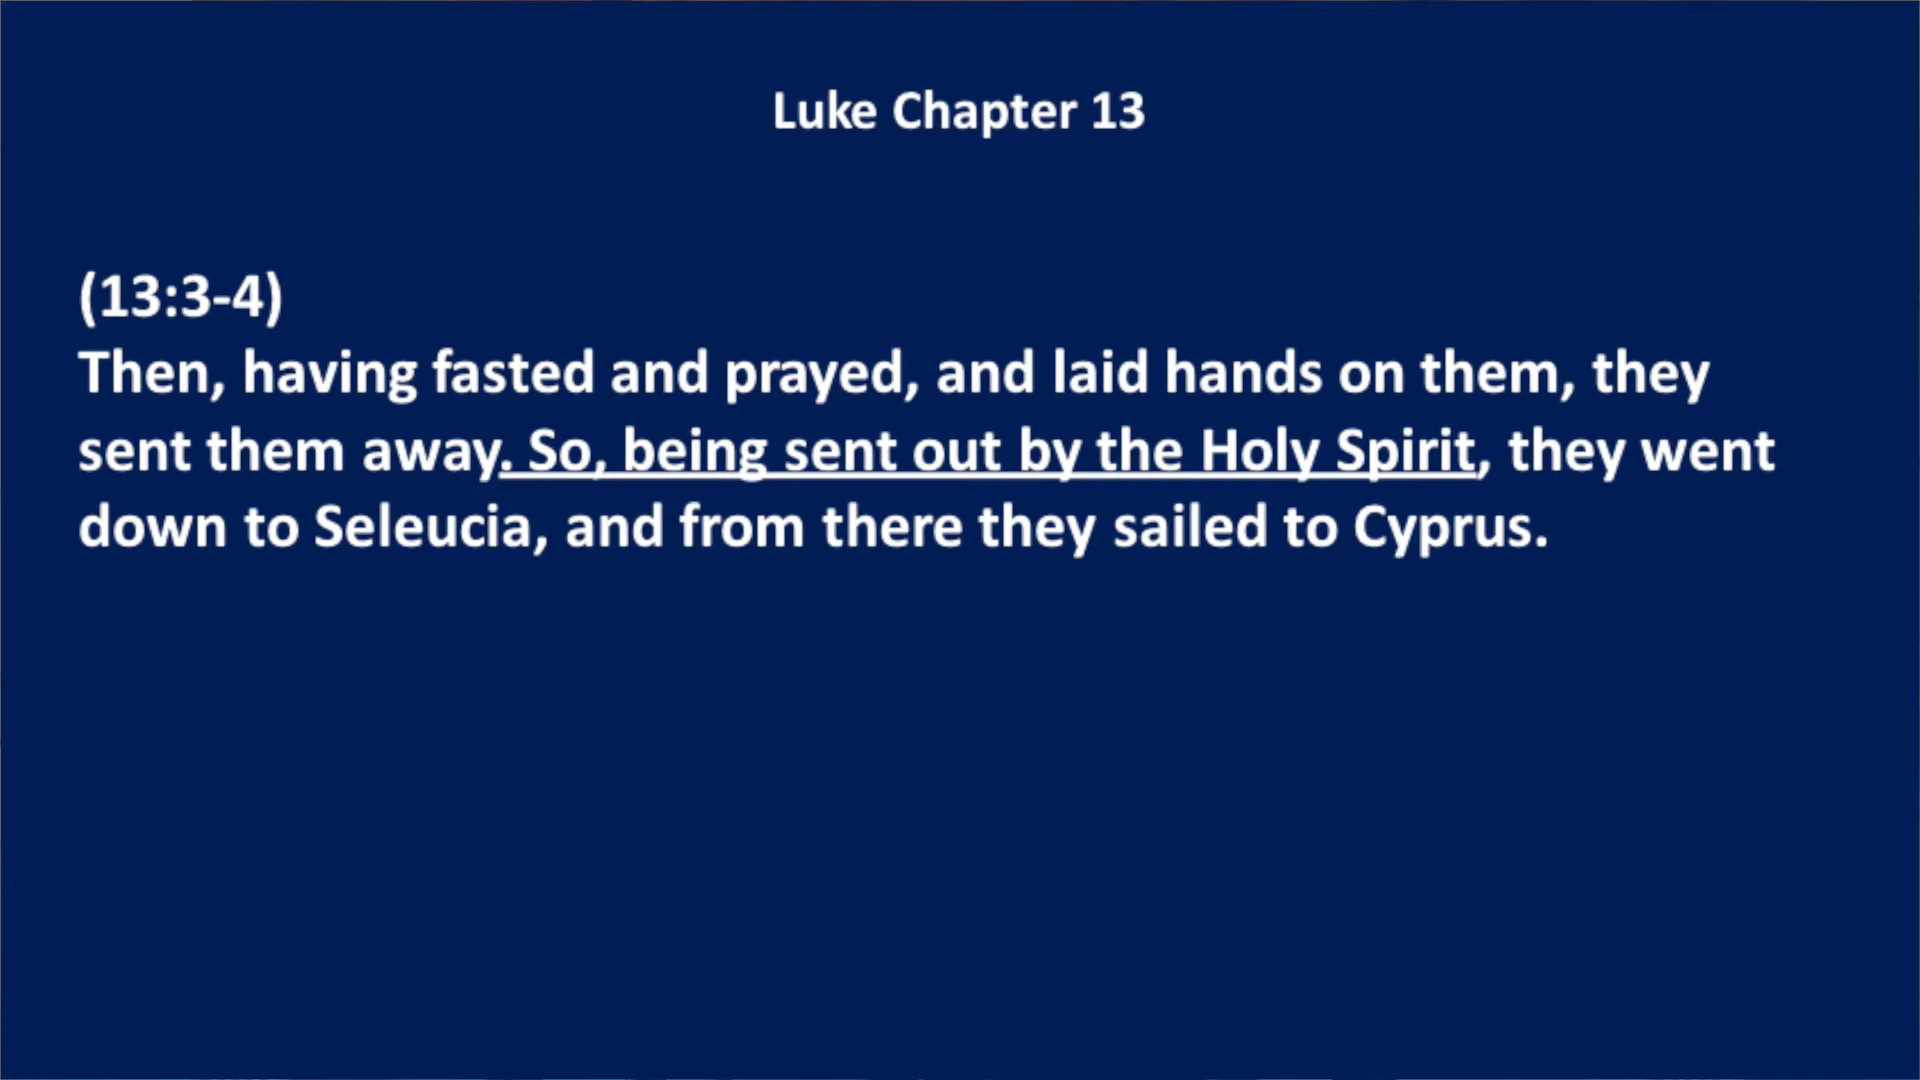 Luke Chapter 13
(13:3-4)
Then, having fasted and prayed, and laid hands on them, they
sent them away. So, being sent out by the Holy Spirit, they went
down to Seleucia, and from there they sailed to Cyprus.